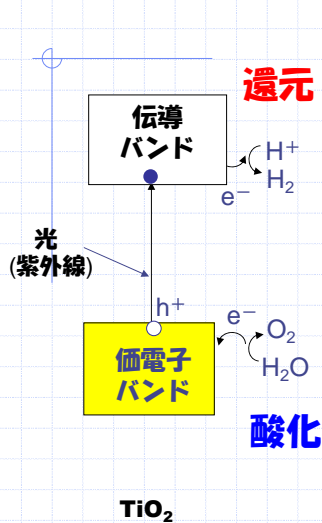 還元
伝導
バンド
H⁺
H₂
e⁻
光
(紫外線)
h⁺
e⁻
O₂
H₂O
価電子
バンド
酸化
TiO₂